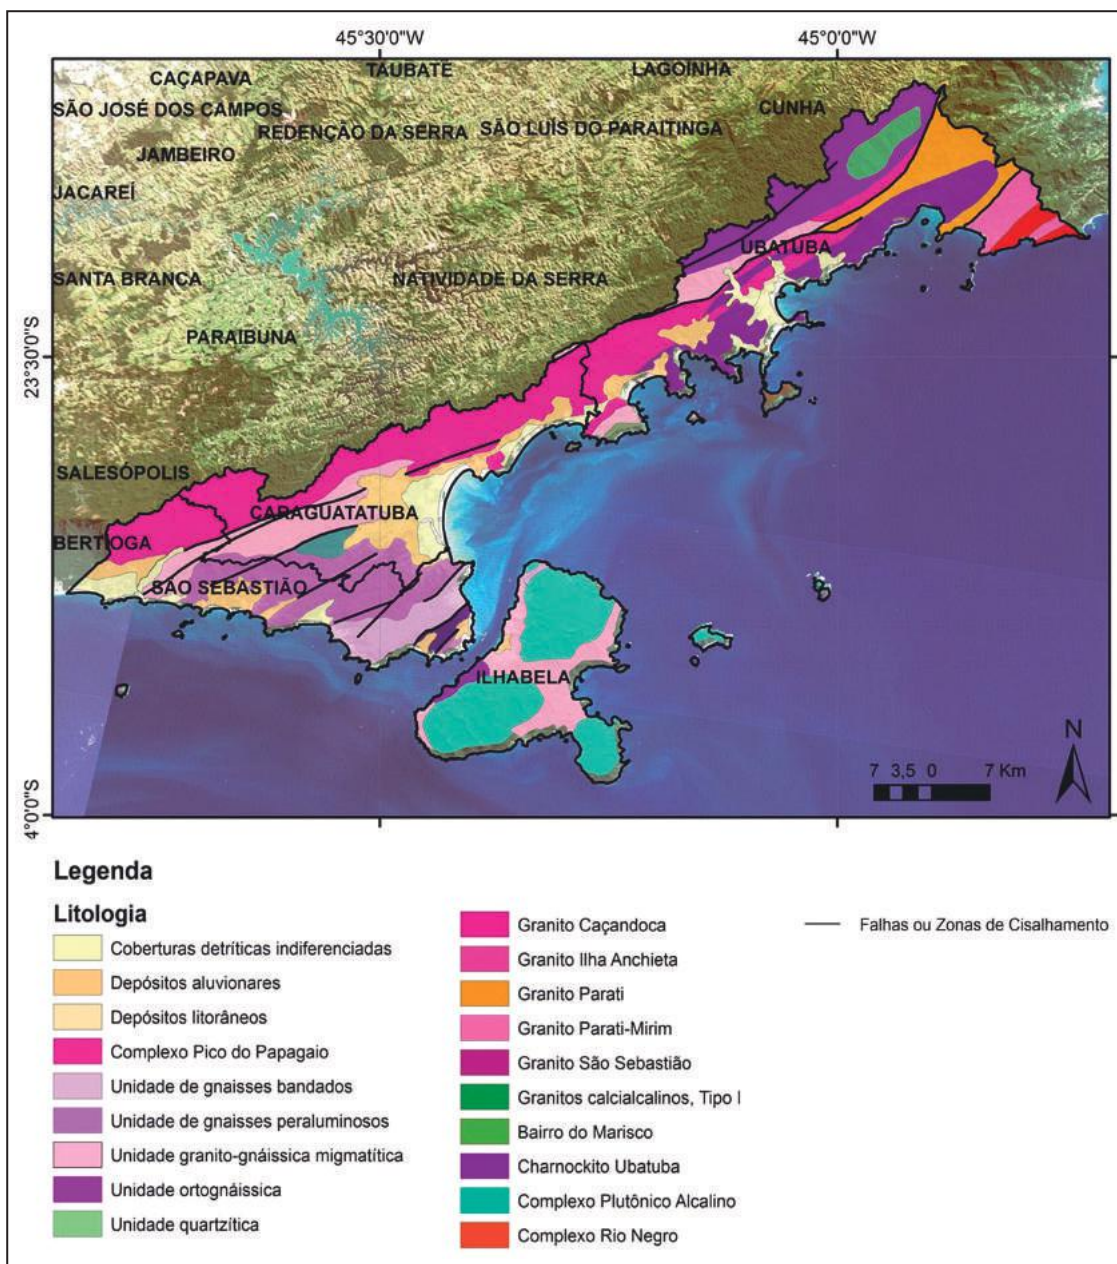 45°30'0"W
45°0'0"W
CAÇAPAVA
TAUBATÉ
LAGOINHA
SÃO JOSÉ DOS CAMPOS
CUNHA
REDENÇÃO DA SERRA
SÃO LUÍS DO PARAITINGA
JAMBEIRO
JACAREÍ
UBATUBA
SANTA BRANCA
NATIVIDADE DA SERRA
PARAIBUNA
23°30'0"S
SALESÓPOLIS
CARAGUATATUBA
BERTIOGA
SÃO SEBASTIÃO
ILHABELA
N
7 3,5 0 7 Km
4°0'0"S
Legenda
Litologia
Coberturas detríticas indiferenciadas
Depósitos aluvionares
Depósitos litorâneos
Complexo Pico do Papagaio
Unidade de gnaisses bandados
Unidade de gnaisses peraluminosos
Unidade granito-gnáissica migmatítica
Unidade ortognáissica
Unidade quartzítica
Granito Caçandoca
Granito Ilha Anchieta
Granito Parati
Granito Parati-Mirim
Granito São Sebastião
Granitos calcialcalinos, Tipo I
Bairro do Marisco
Charnockito Ubatuba
Complexo Plutônico Alcalino
Complexo Rio Negro
Falhas ou Zonas de Cisalhamento